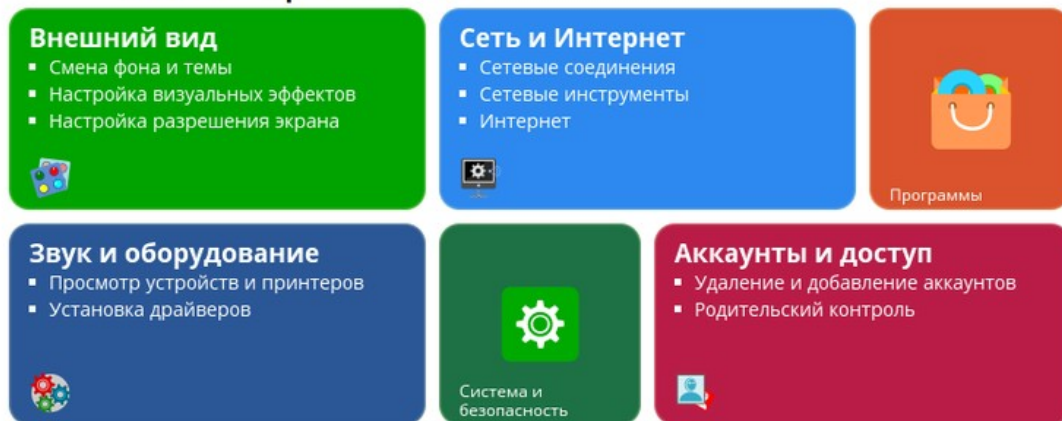 Внешний вид
▪ Смена фона и темы
▪ Настройка визуальных эффектов
▪ Настройка разрешения экрана
Сеть и Интернет
▪ Сетевые соединения
▪ Сетевые инструменты
▪ Интернет
Программы
Звук и оборудование
▪ Просмотр устройств и принтеров
▪ Установка драйверов
Система и
безопасность
Аккаунты и доступ
▪ Удаление и добавление аккаунтов
▪ Родительский контроль